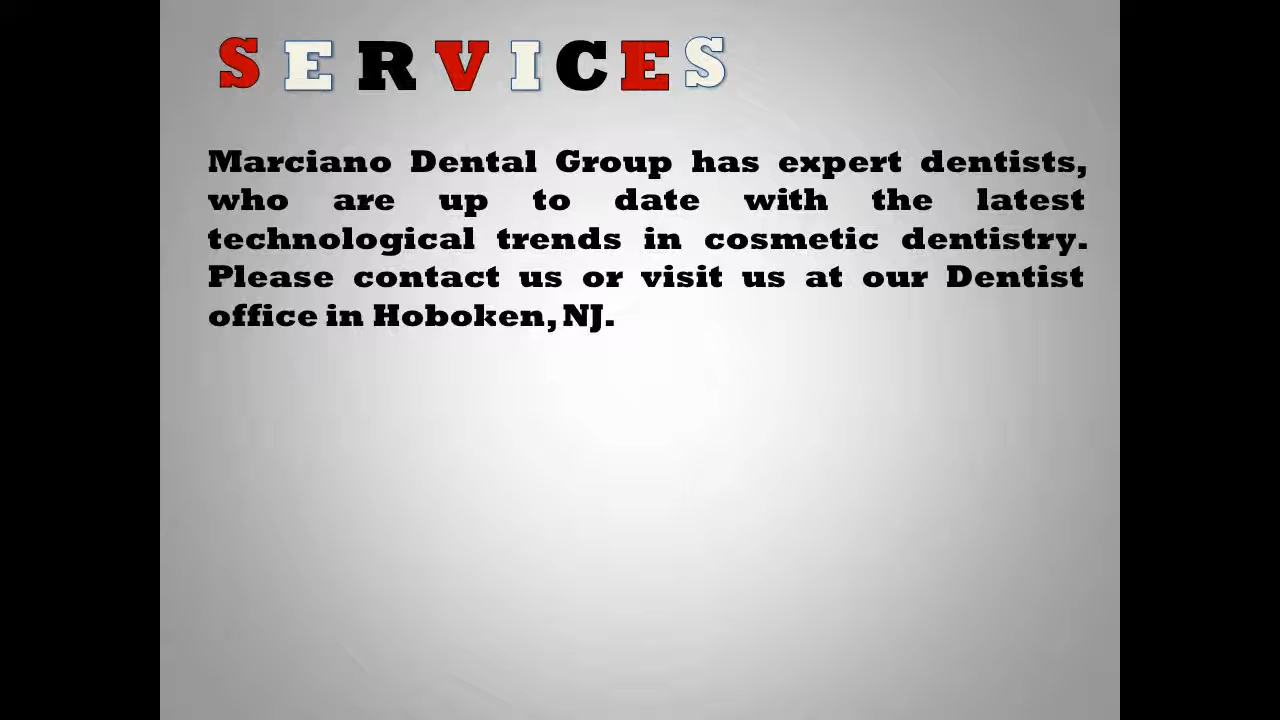 SERVICES
Marciano Dental Group has expert dentists,
who are up to date with the latest
technological trends in cosmetic dentistry.
Please contact us or visit us at our Dentist
office in Hoboken, NJ.